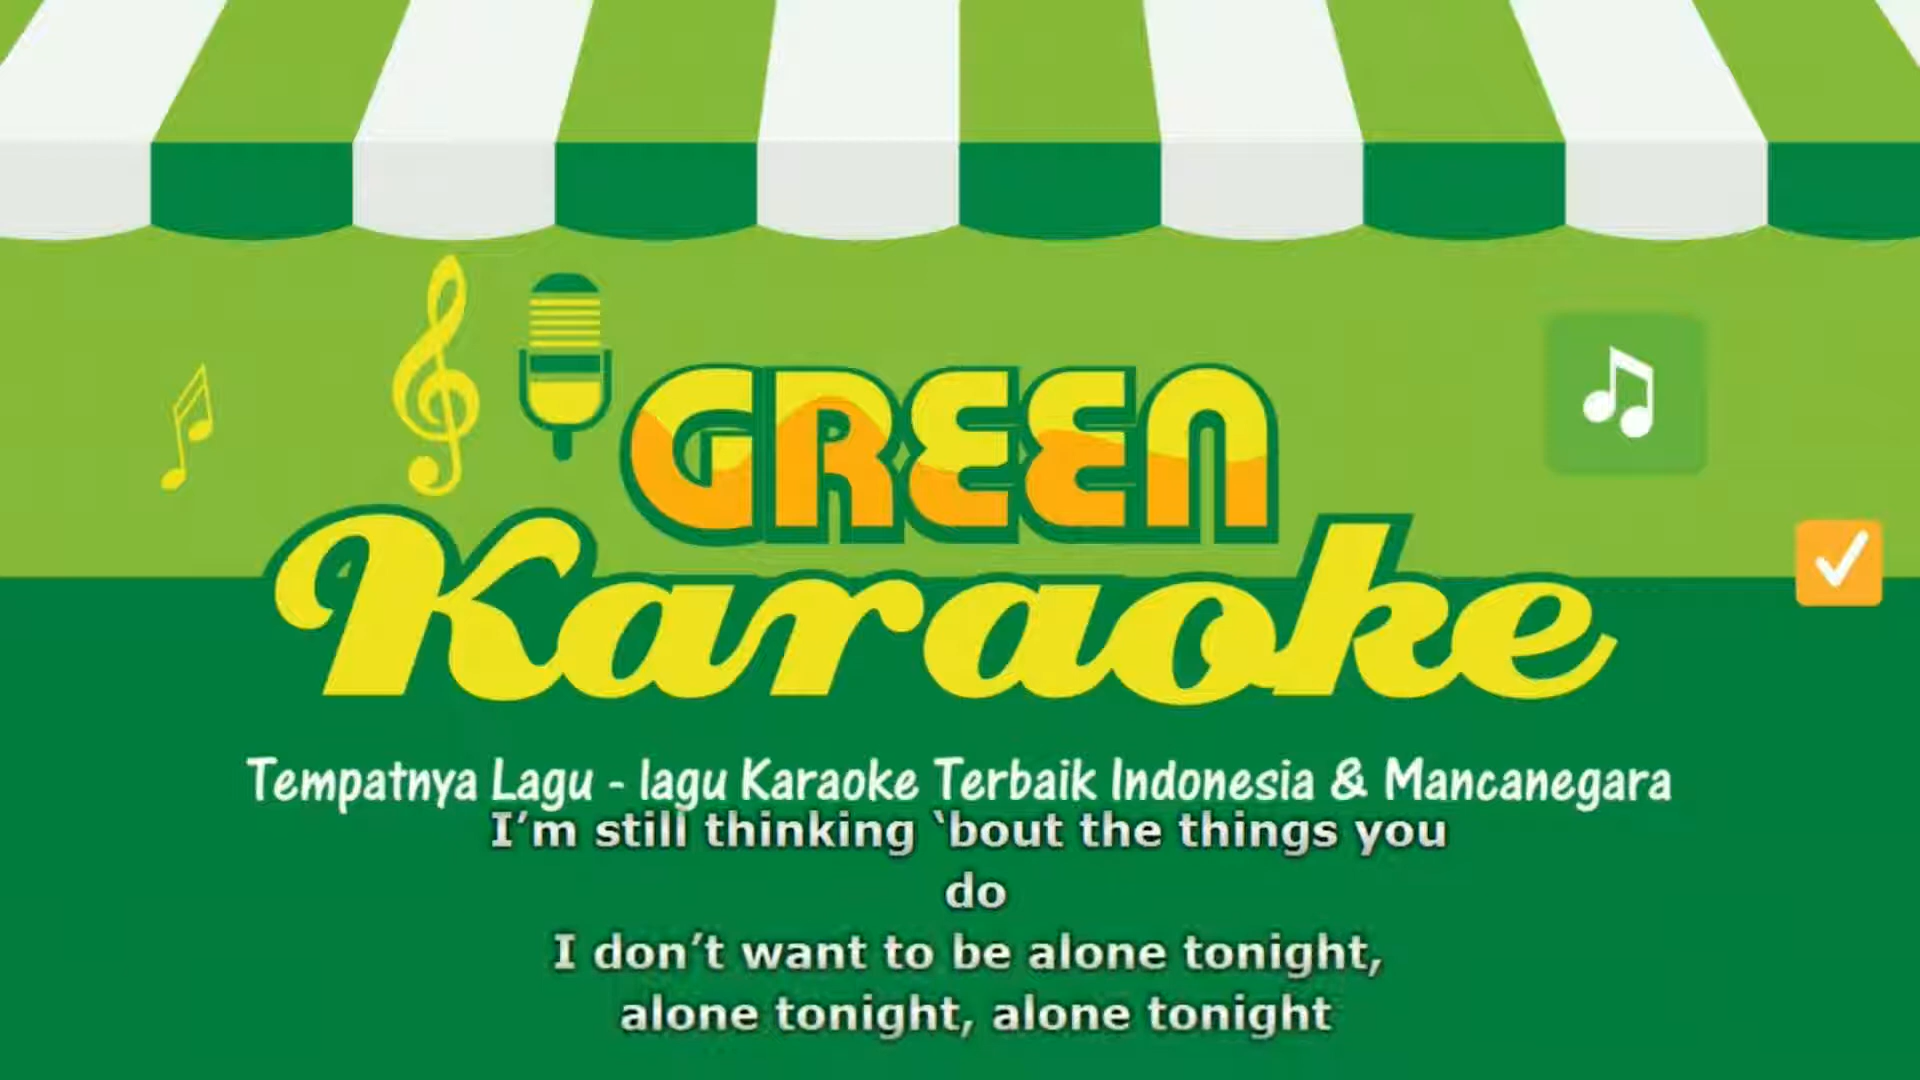 GREEN
Karaoke
Tempatnya Lagu - lagu Karaoke Terbaik Indonesia & Mancanegara
I’m still thinking ‘bout the things you
do
I don’t want to be alone tonight,
alone tonight, alone tonight